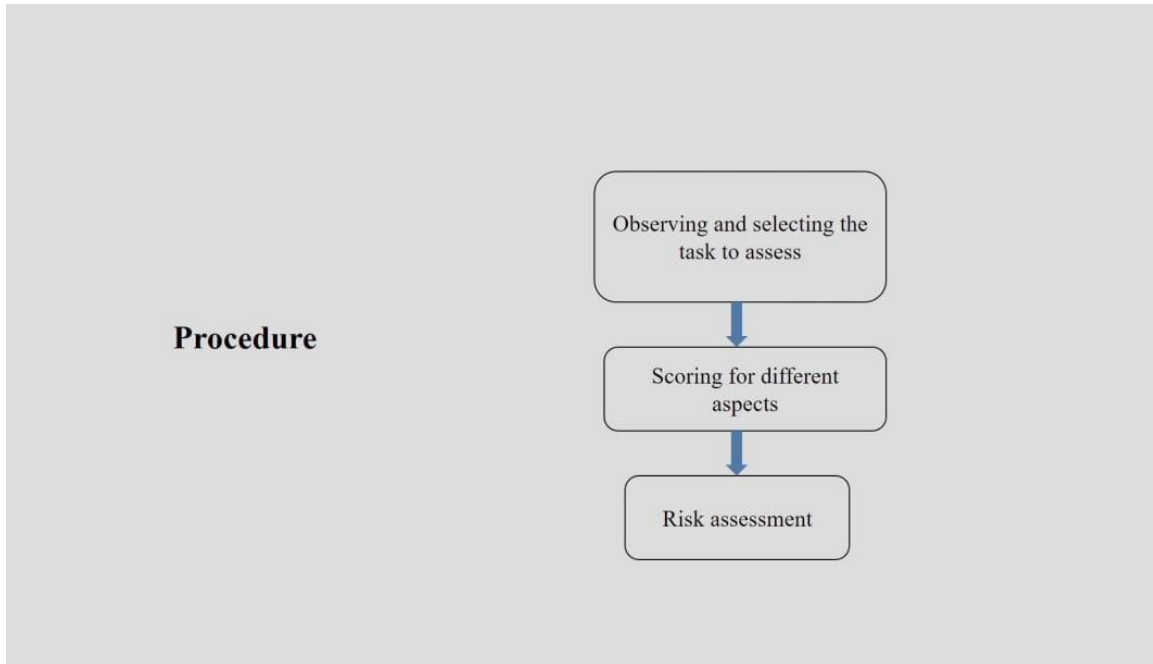 Procedure
Observing and selecting the
task to assess
Scoring for different
aspects
Risk assessment